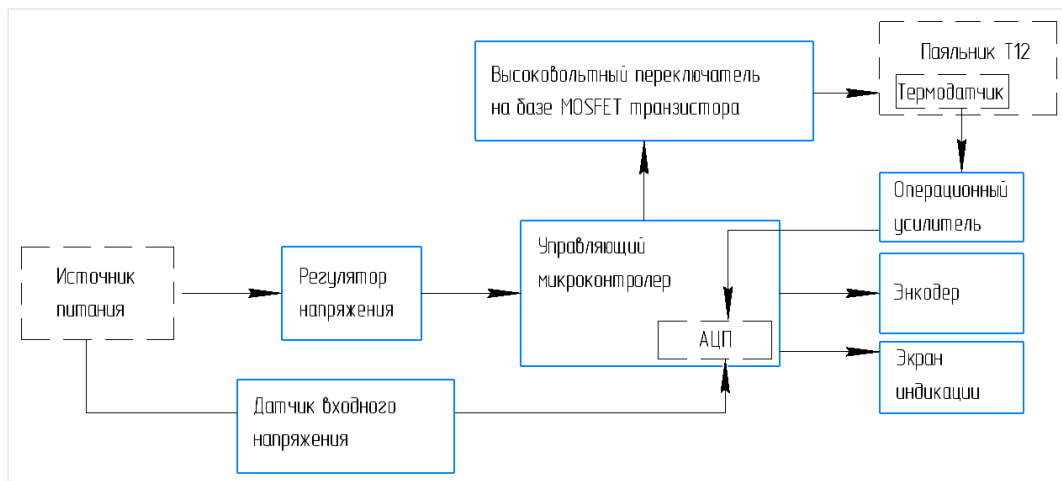 Высоковольтный переключатель
на базе MOSFET транзистора
Паяльник Т12
Термодатчик
Операционный
усилитель
Управляющий
микроконтролер
АЦП
Источник
питания
Регулятор
напряжения
Энкодер
Экран
индикации
Датчик входного
напряжения